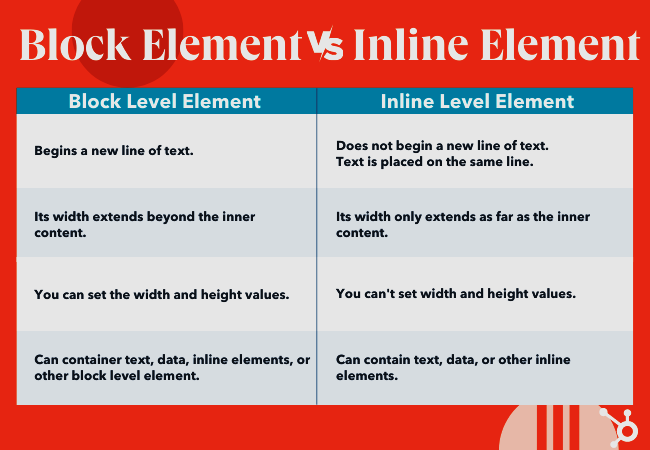 Block Element VS Inline Element
Block Level Element
Inline Level Element
Begins a new line of text.
Does not begin a new line of text.
Text is placed on the same line.
Its width extends beyond the inner
content.
Its width only extends as far as the inner
content.
You can set the width and height values.
You can't set width and height values.
Can container text, data, inline elements, or
other block level element.
Can contain text, data, or other inline
elements.